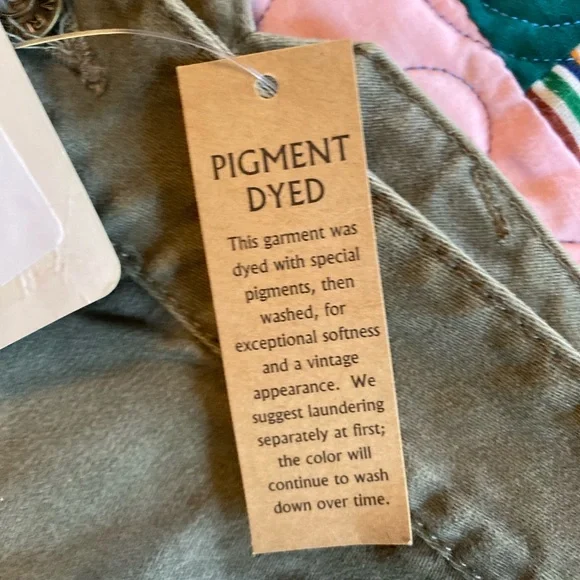 PIGMENT
DYED
This garment was
dyed with special
pigments, then
washed, for
exceptional softness
and a vintage
appearance. We
suggest laundering
separately at first;
the color will
continue to wash
down over time.